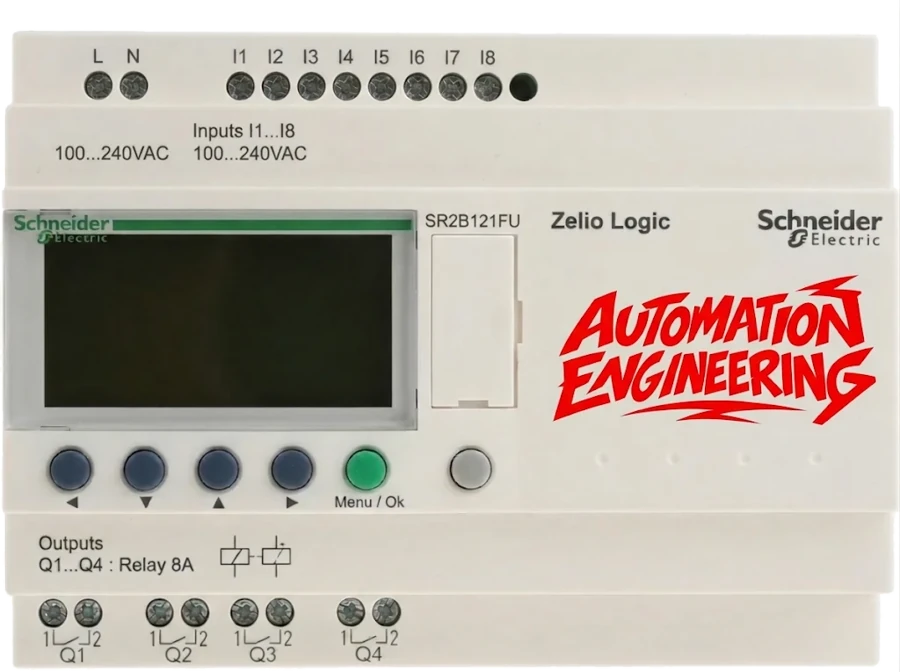 L N I1 I2 I3 I4 I5 I6 I7 I8
Inputs I1...I8
100...240VAC 100...240VAC
Schneider Electric
SR2B121FU
Zelio Logic
Schneider Electric
AUTOMATION
ENGINEERING
Menu / Ok
Outputs
Q1...Q4 : Relay 8A
1 2 1 2 1 2 1 2
Q1 Q2 Q3 Q4